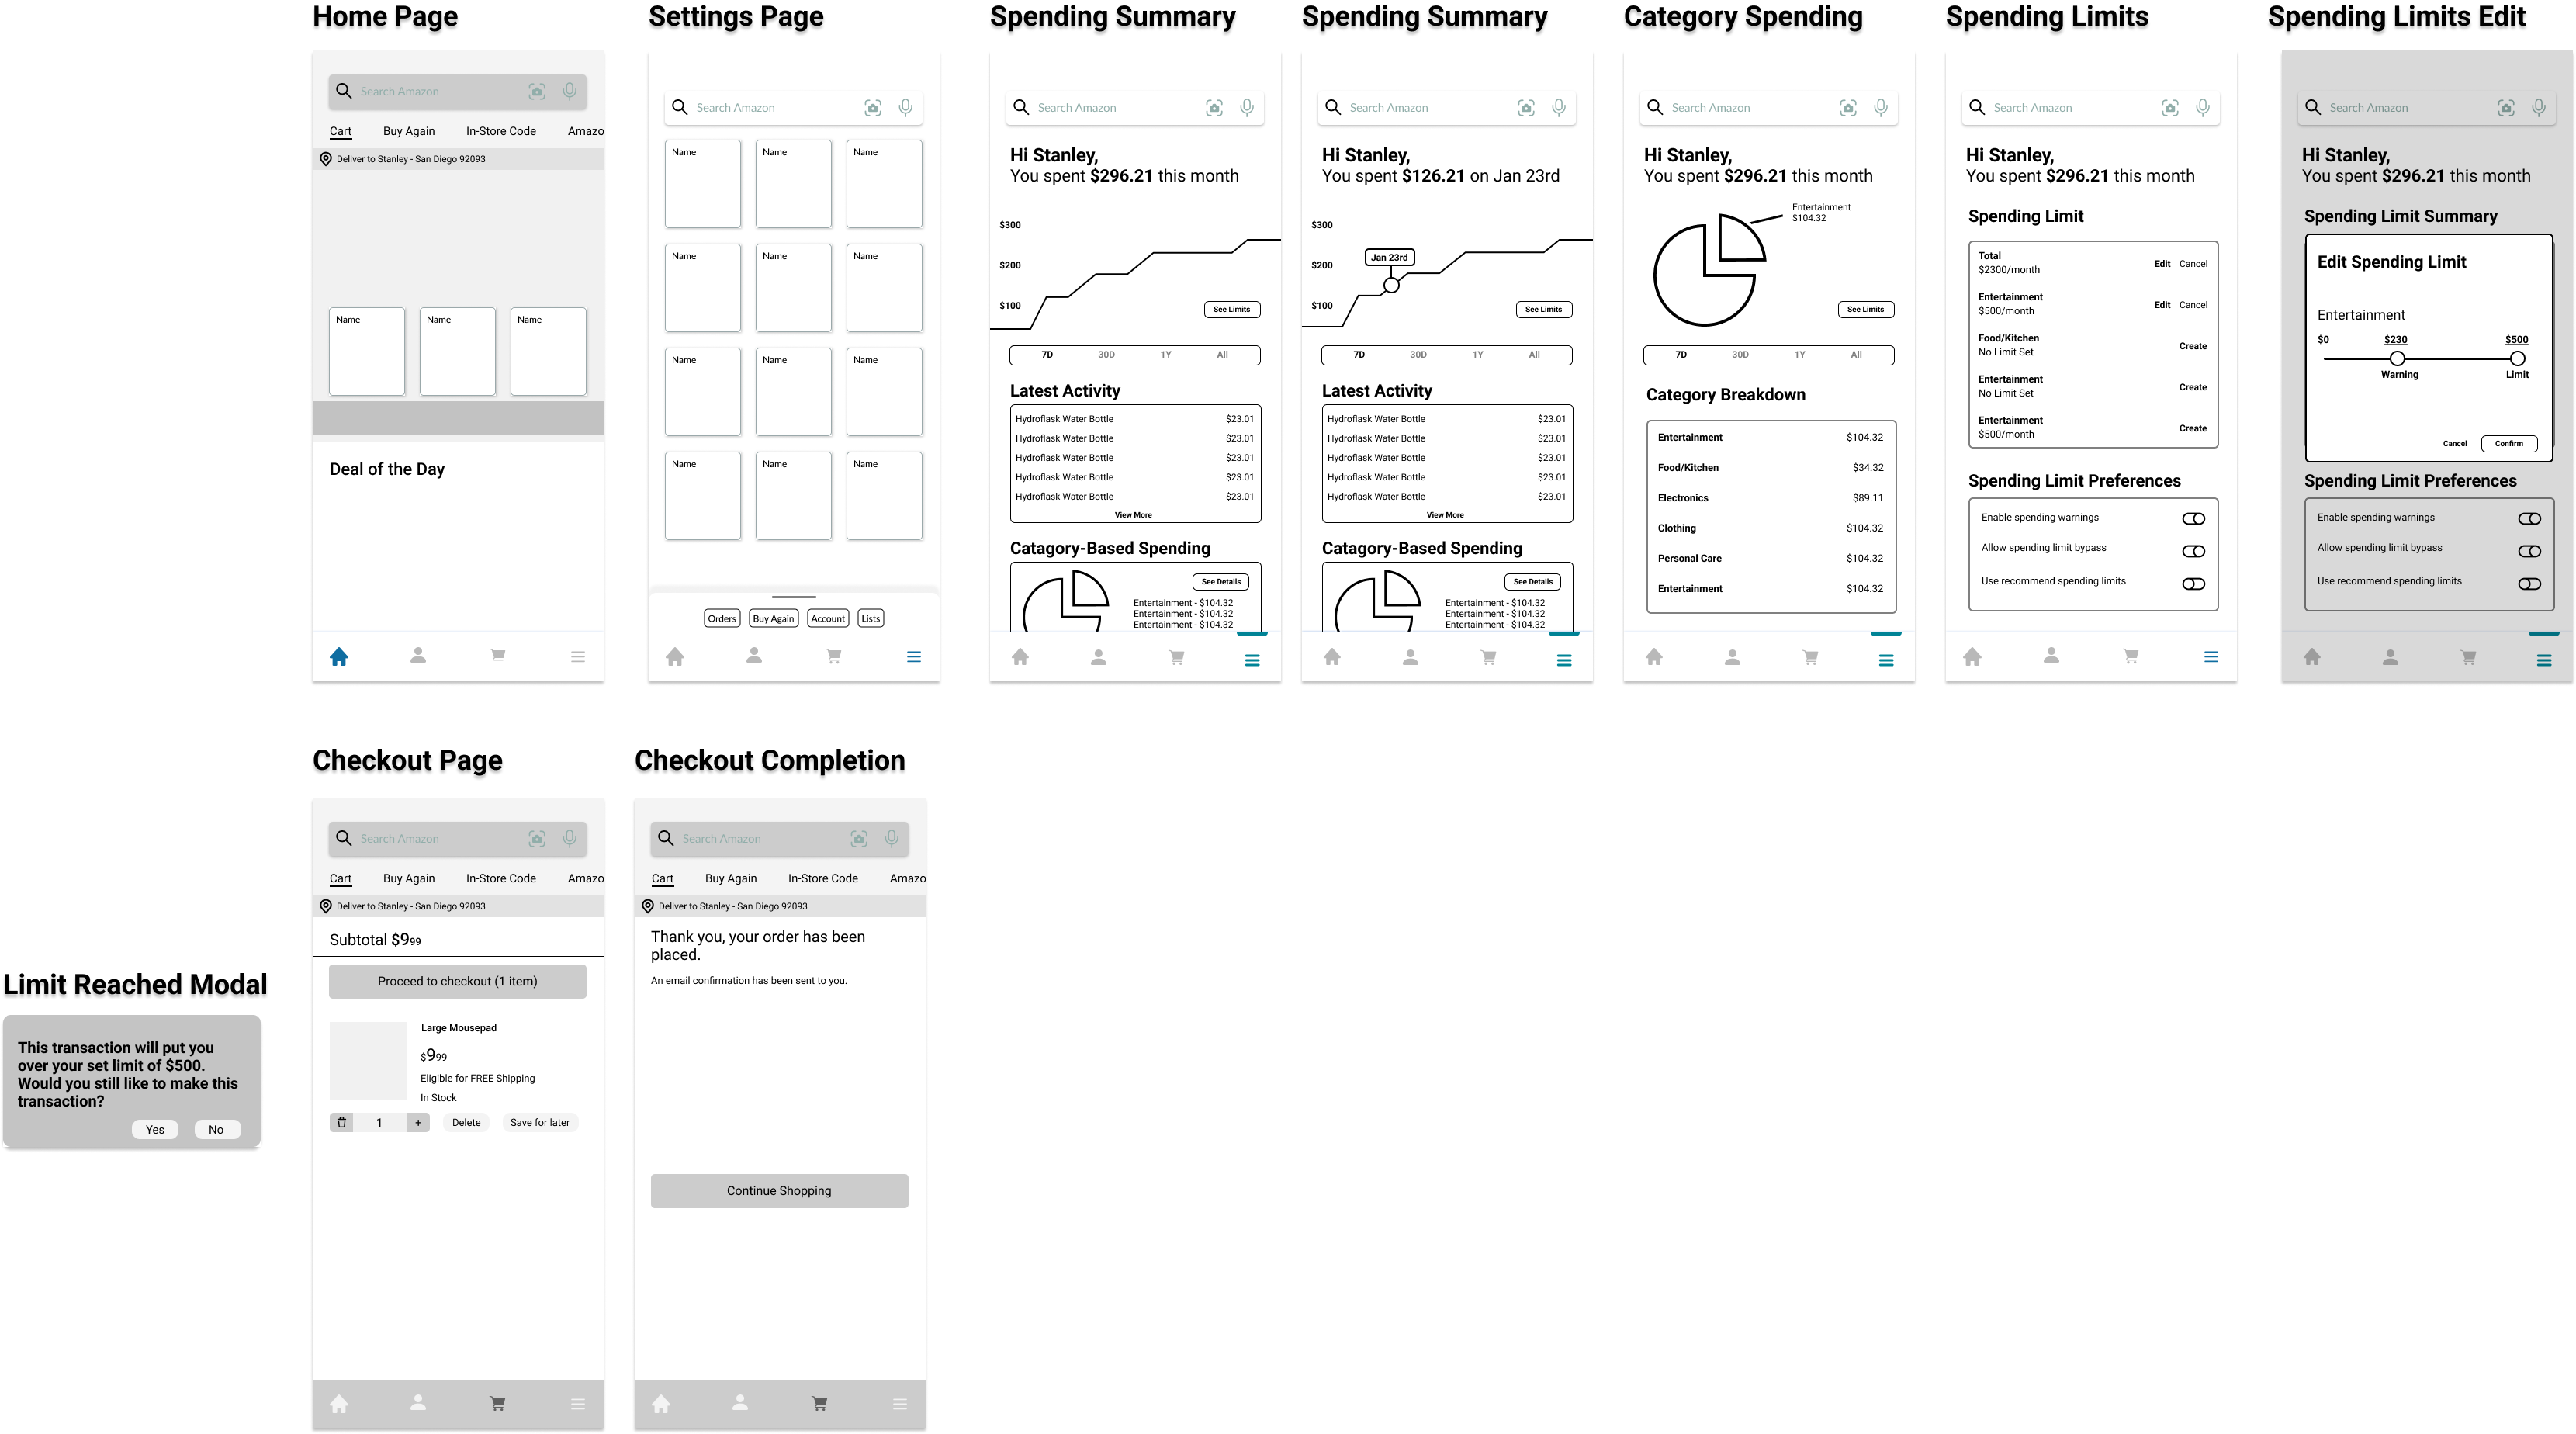 Home Page
Search Amazon
Cart Buy Again In-Store Code Amazo
Deliver to Stanley - San Diego 92093
Name Name Name
Deal of the Day
Settings Page
Search Amazon
Name Name Name
Name Name Name
Name Name Name
Name Name Name
Orders Buy Again Account Lists
Spending Summary
Search Amazon
Hi Stanley,
You spent $296.21 this month
$300
$200
$100
See Limits
7D 30D 1Y All
Latest Activity
Hydroflask Water Bottle $23.01
Hydroflask Water Bottle $23.01
Hydroflask Water Bottle $23.01
Hydroflask Water Bottle $23.01
Hydroflask Water Bottle $23.01
View More
Catagory-Based Spending
See Details
Entertainment - $104.32
Entertainment - $104.32
Entertainment - $104.32
Spending Summary
Search Amazon
Hi Stanley,
You spent $126.21 on Jan 23rd
$300
Jan 23rd
$200
$100
See Limits
7D 30D 1Y All
Latest Activity
Hydroflask Water Bottle $23.01
Hydroflask Water Bottle $23.01
Hydroflask Water Bottle $23.01
Hydroflask Water Bottle $23.01
Hydroflask Water Bottle $23.01
View More
Catagory-Based Spending
See Details
Entertainment - $104.32
Entertainment - $104.32
Entertainment - $104.32
Category Spending
Search Amazon
Hi Stanley,
You spent $296.21 this month
Entertainment
$104.32
See Limits
7D 30D 1Y All
Category Breakdown
Entertainment $104.32
Food/Kitchen $34.32
Electronics $89.11
Clothing $104.32
Personal Care $104.32
Entertainment $104.32
Spending Limits
Search Amazon
Hi Stanley,
You spent $296.21 this month
Spending Limit
Total
$2300/month Edit Cancel
Entertainment
$500/month Edit Cancel
Food/Kitchen
No Limit Set Create
Entertainment
No Limit Set Create
Entertainment
$500/month Create
Spending Limit Preferences
Enable spending warnings
Allow spending limit bypass
Use recommend spending limits
Spending Limits Edit
Search Amazon
Hi Stanley,
You spent $296.21 this month
Spending Limit Summary
Edit Spending Limit
Entertainment
$0 $230 $500
Warning Limit
Cancel Confirm
Spending Limit Preferences
Enable spending warnings
Allow spending limit bypass
Use recommend spending limits
Limit Reached Modal
This transaction will put you
over your set limit of $500.
Would you still like to make this
transaction?
Yes No
Checkout Page
Search Amazon
Cart Buy Again In-Store Code Amazo
Deliver to Stanley - San Diego 92093
Subtotal $999
Proceed to checkout (1 item)
Large Mousepad
$999
Eligible for FREE Shipping
In Stock
1 + Delete Save for later
Checkout Completion
Search Amazon
Cart Buy Again In-Store Code Amazo
Deliver to Stanley - San Diego 92093
Thank you, your order has been
placed.
An email confirmation has been sent to you.
Continue Shopping